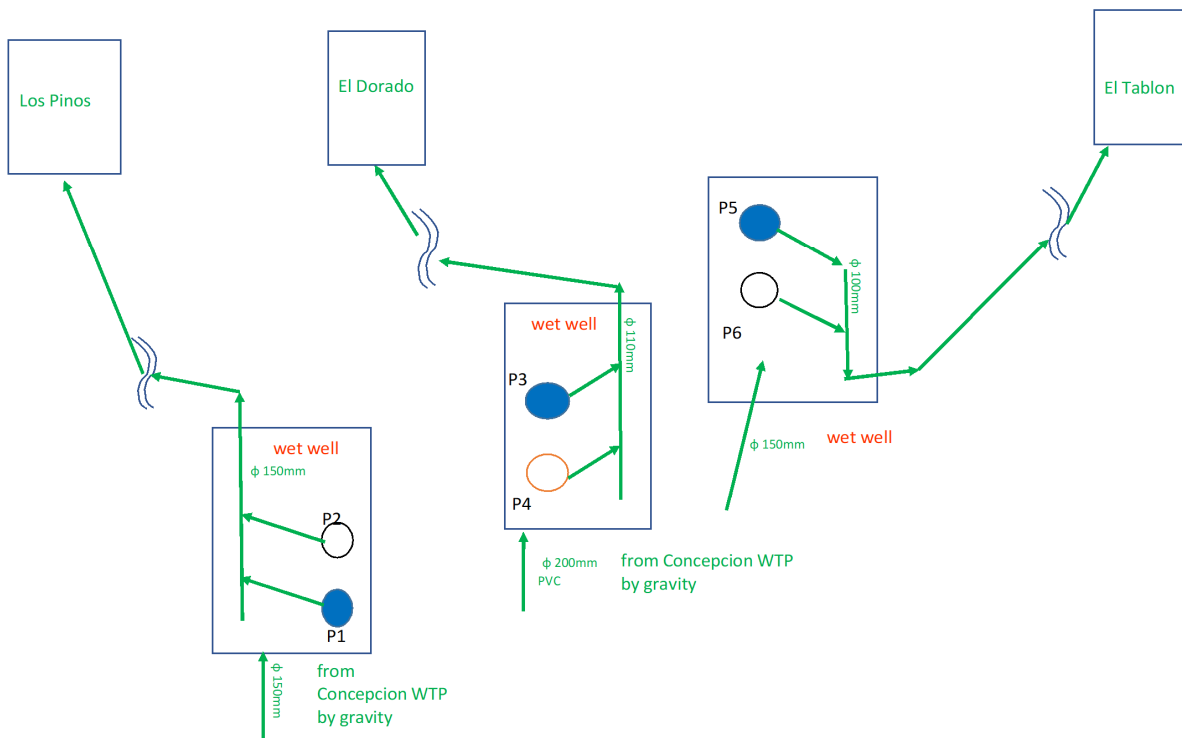 Los Pinos
El Dorado
El Tablon
P5
P6
ϕ 100mm
wet well
ϕ 150mm
wet well
P3
P4
ϕ 110mm
ϕ 200mm
PVC
from Concepcion WTP
by gravity
wet well
ϕ 150mm
P2
P1
ϕ 150mm
from
Concepcion WTP
by gravity